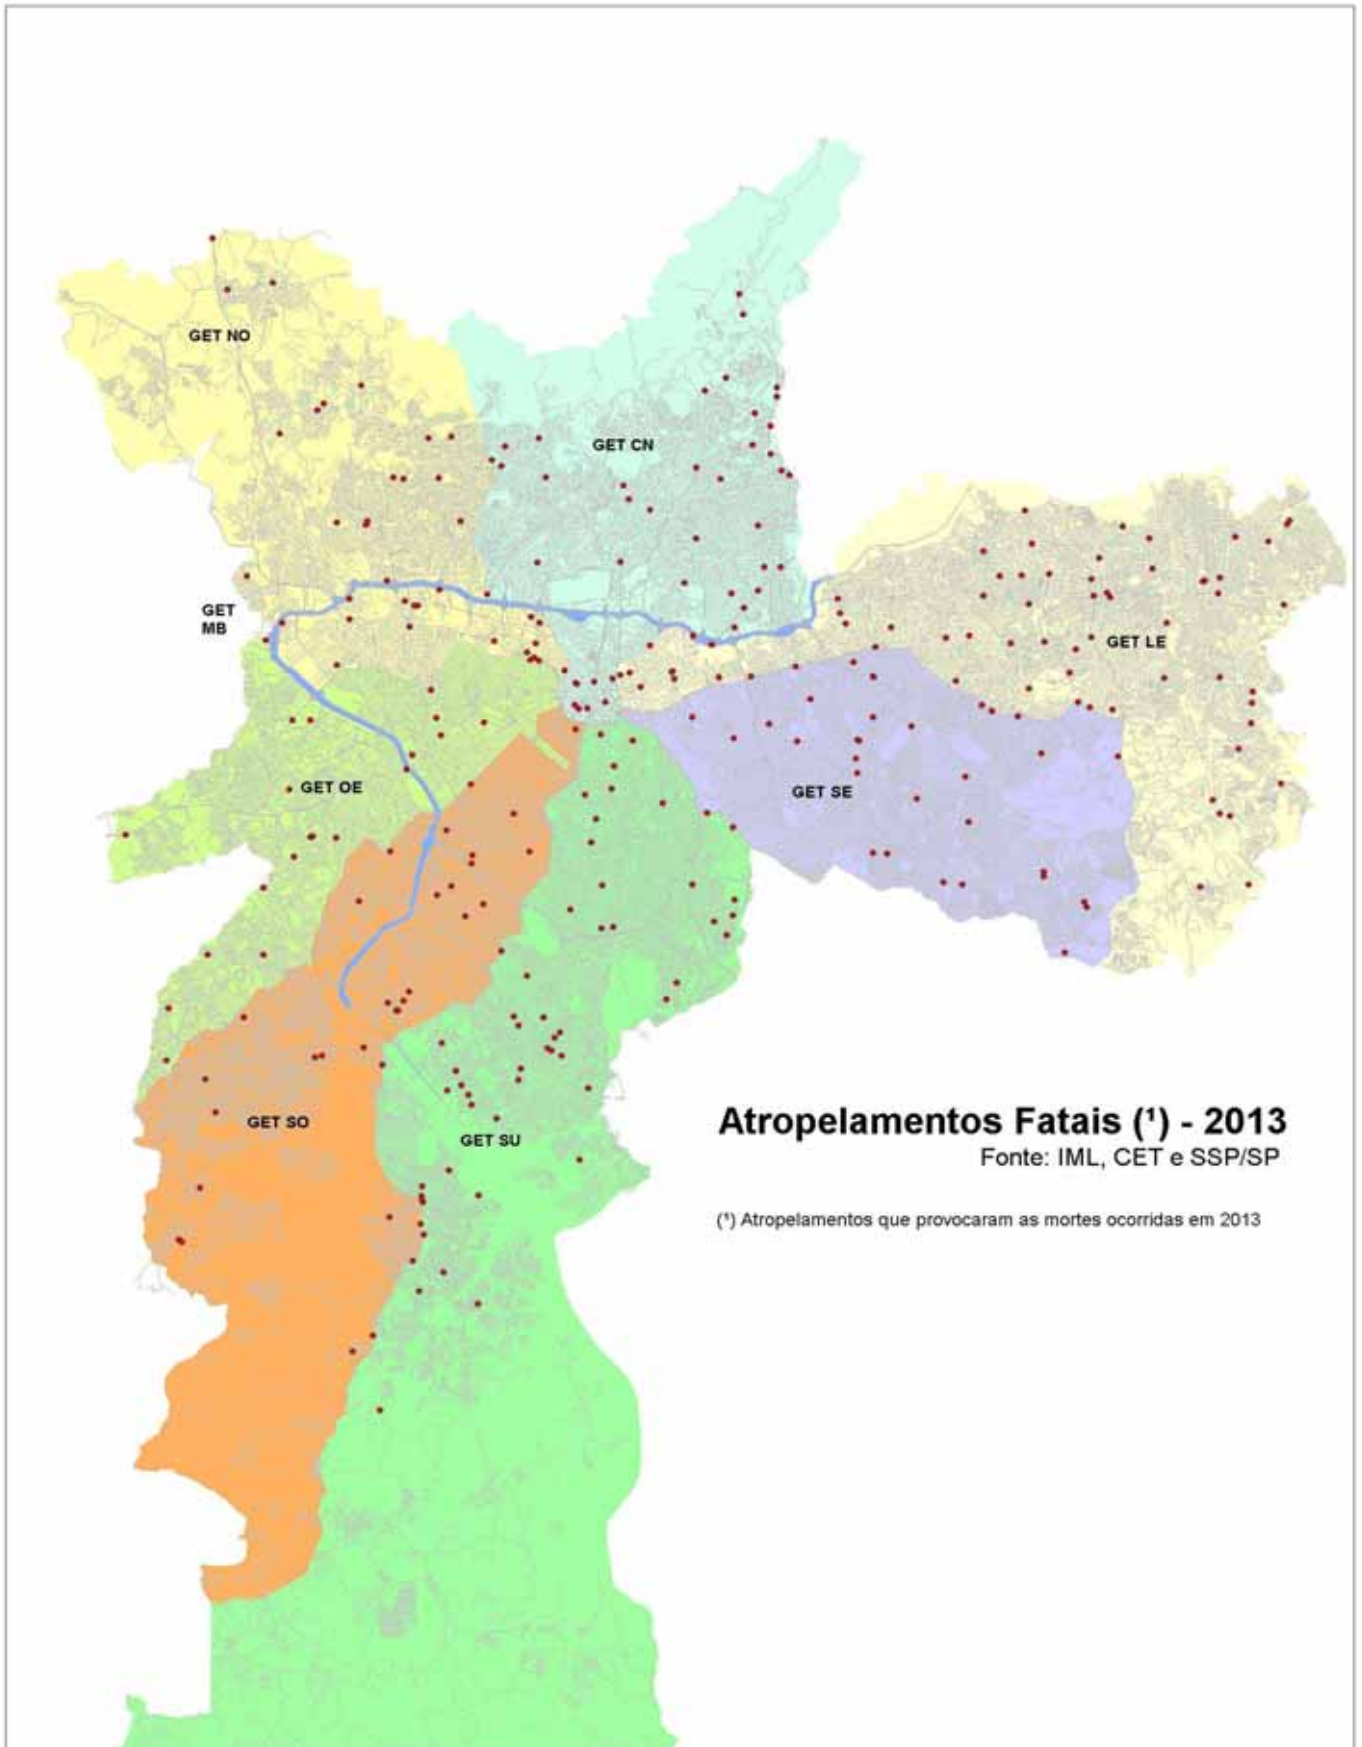 GET NO
GET CN
GET
MB
GET LE
GET OE
GET SE
GET SO
GET SU
Atropelamentos Fatais (¹) - 2013
Fonte: IML, CET e SSP/SP
(¹) Atropelamentos que provocaram as mortes ocorridas em 2013